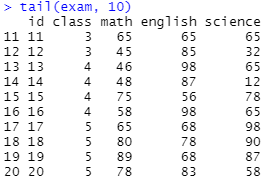 > tail(exam, 10)
id class math english science
11 11 3 65 65 65
12 12 3 45 85 32
13 13 4 46 98 65
14 14 4 48 87 12
15 15 4 75 56 78
16 16 4 58 98 65
17 17 5 65 68 98
18 18 5 80 78 90
19 19 5 89 68 87
20 20 5 78 83 58